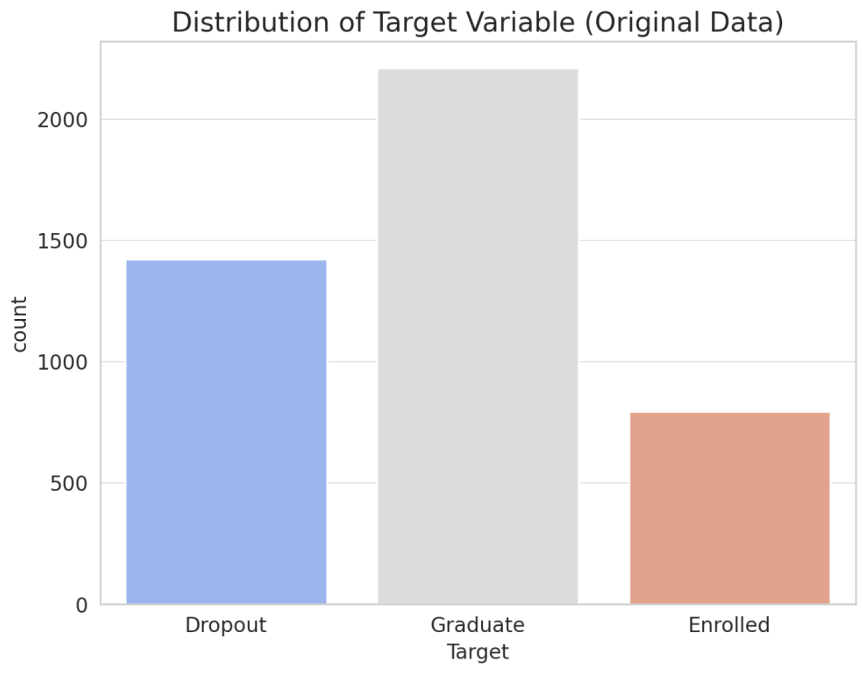 Distribution of Target Variable (Original Data)
2000
1500
1000
500
0
count
Dropout Graduate Enrolled
Target